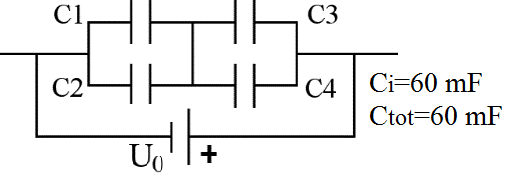 C1 C3
C2 C4
Ci=60 mF
Ctot=60 mF
U0 +